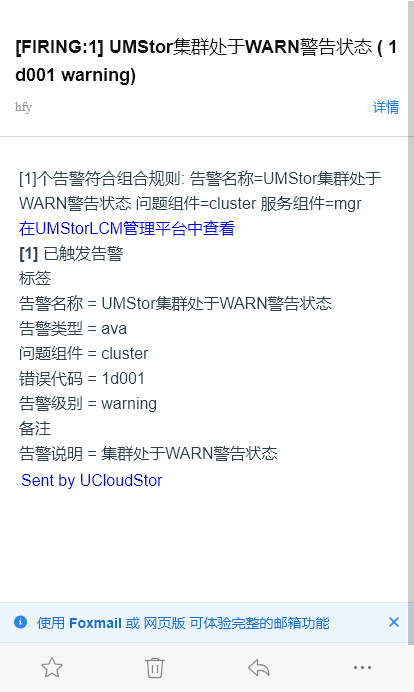 [FIRING:1] UMStor集群处于WARN警告状态 ( 1
d001 warning)
hfy 详情
[1]个告警符合组合规则: 告警名称=UMStor集群处于
WARN警告状态 问题组件=cluster 服务组件=mgr
在UMStorLCM管理平台中查看
[1] 已触发告警
标签
告警名称 = UMStor集群处于WARN警告状态
告警类型 = ava
问题组件 = cluster
错误代码 = 1d001
告警级别 = warning
备注
告警说明 = 集群处于WARN警告状态
Sent by UCloudStor
使用 Foxmail 或 网页版 可体验完整的邮箱功能